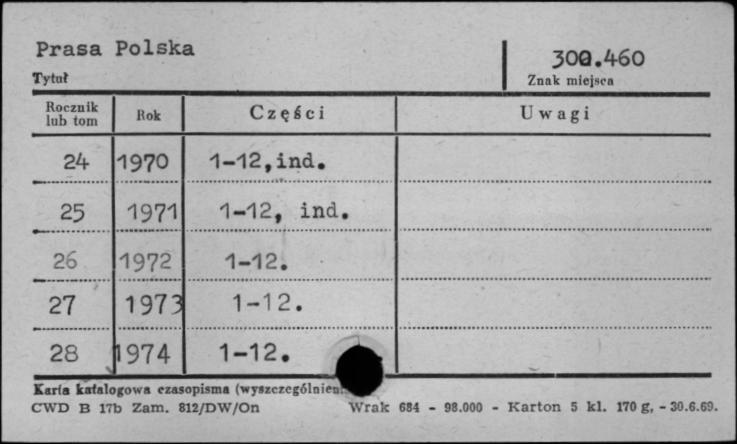 Prasa Polska
300.460
Tytuł
Znak miejsca
Rocznik lub tom Rok Części Uwagi
24 1970 1-12,ind.
25 1971 1-12, ind.
26 1972 1-12.
27 1973 1-12.
28 1974 1-12.
Karta katalogowa czasopisma
CWD B 17b Zam. 812/DW/On Wrak 684 - 98.000 - Karton 5 kl. 170 g, - 30.6.69.